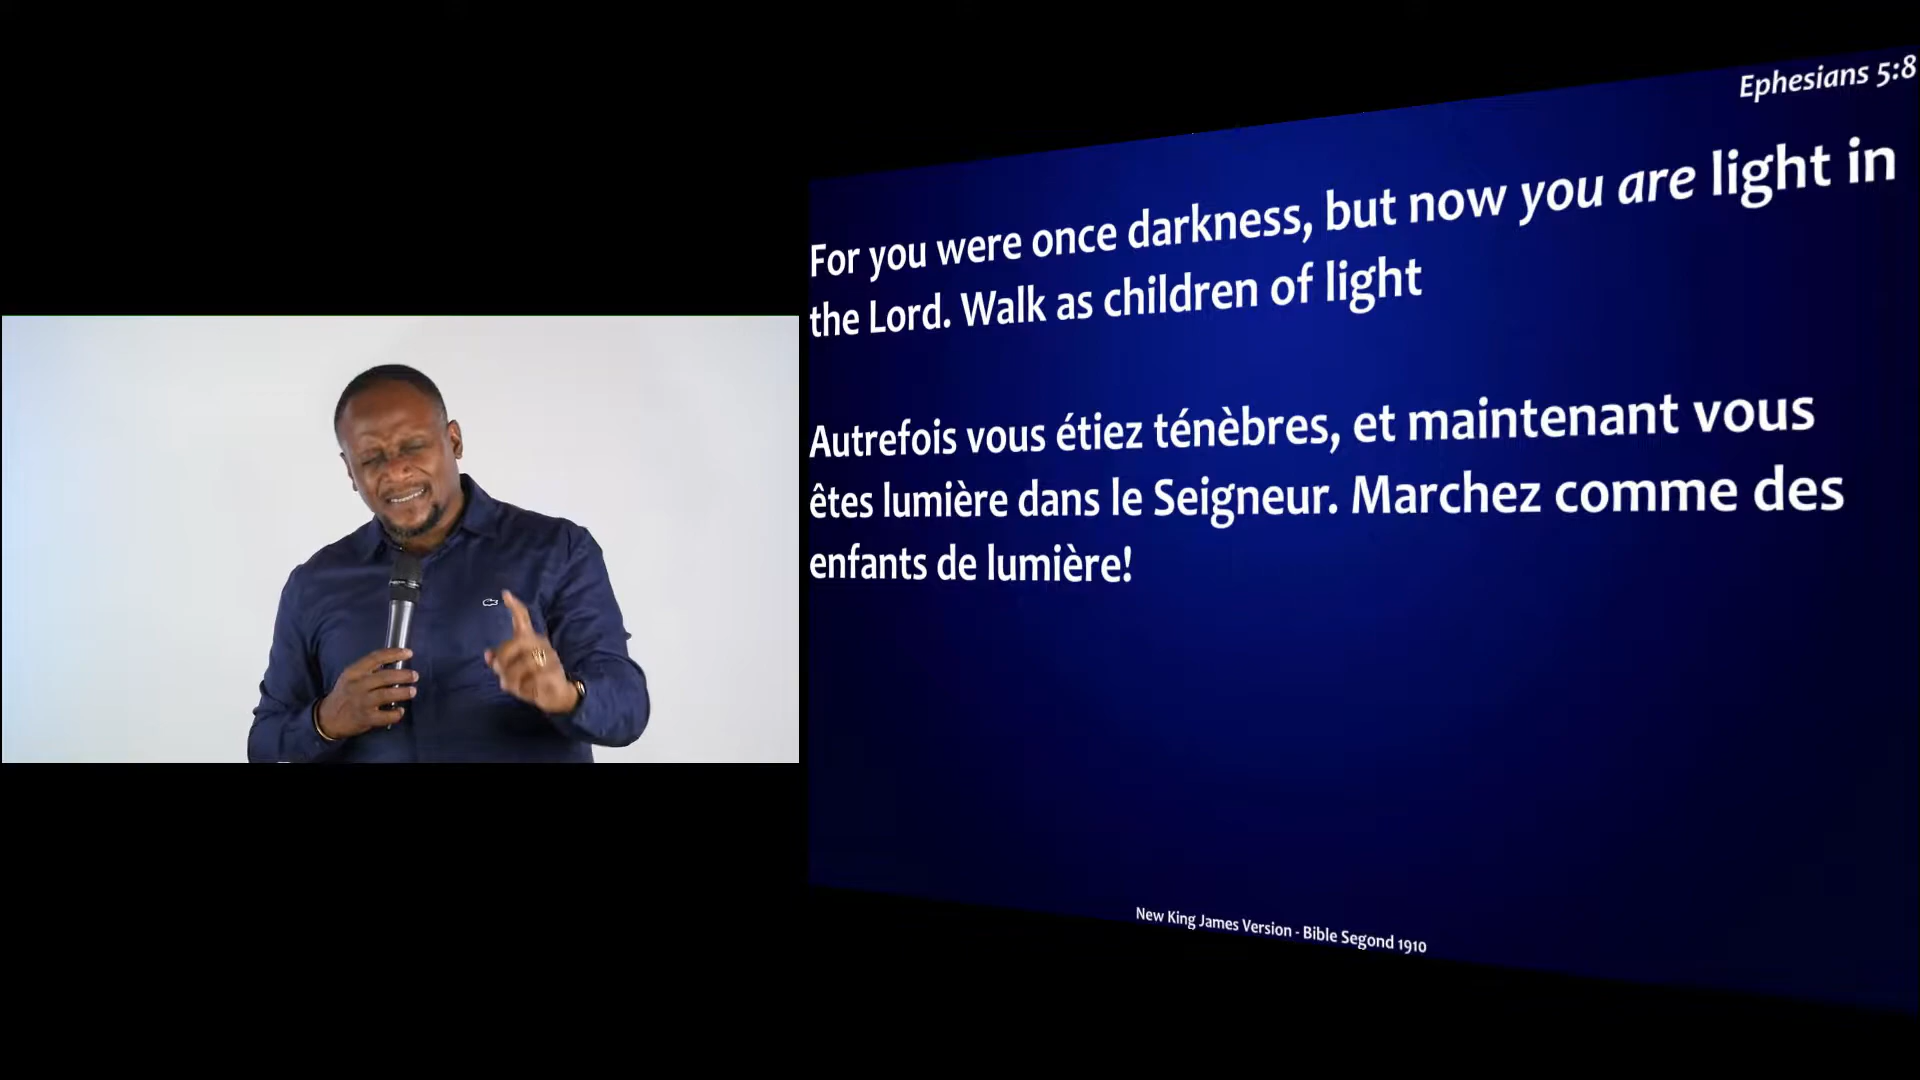 Ephesians 5:8
For you were once darkness, but now you are light in
the Lord. Walk as children of light
Autrefois vous étiez ténèbres, et maintenant vous
êtes lumière dans le Seigneur. Marchez comme des
enfants de lumière!
New King James Version - Bible Segond 1910